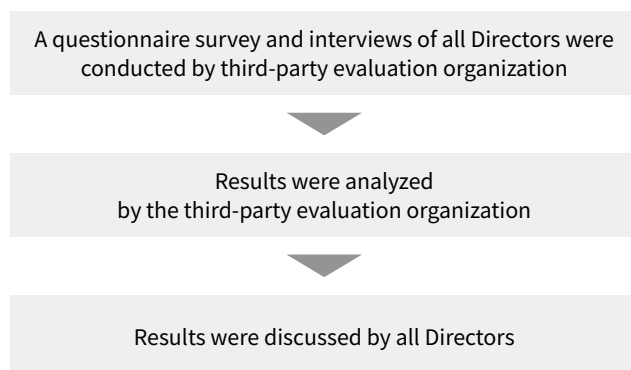 A questionnaire survey and interviews of all Directors were
conducted by third-party evaluation organization
Results were analyzed
by the third-party evaluation organization
Results were discussed by all Directors